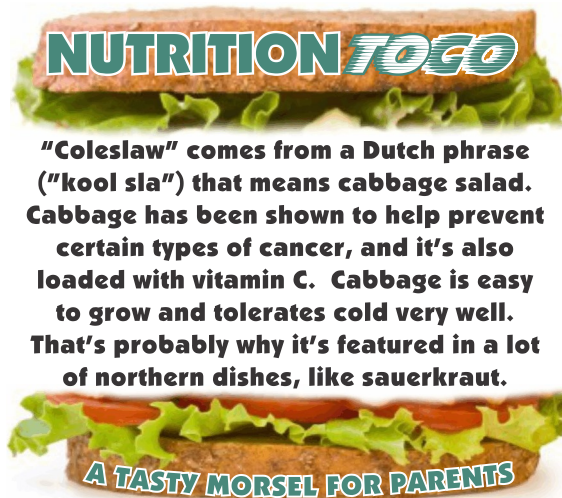 NUTRITION TO GO
“Coleslaw” comes from a Dutch phrase
(”kool sla”) that means cabbage salad.
Cabbage has been shown to help prevent
certain types of cancer, and it’s also
loaded with vitamin C.  Cabbage is easy
to grow and tolerates cold very well.
That’s probably why it’s featured in a lot
of northern dishes, like sauerkraut.
A TASTY MORSEL FOR PARENTS